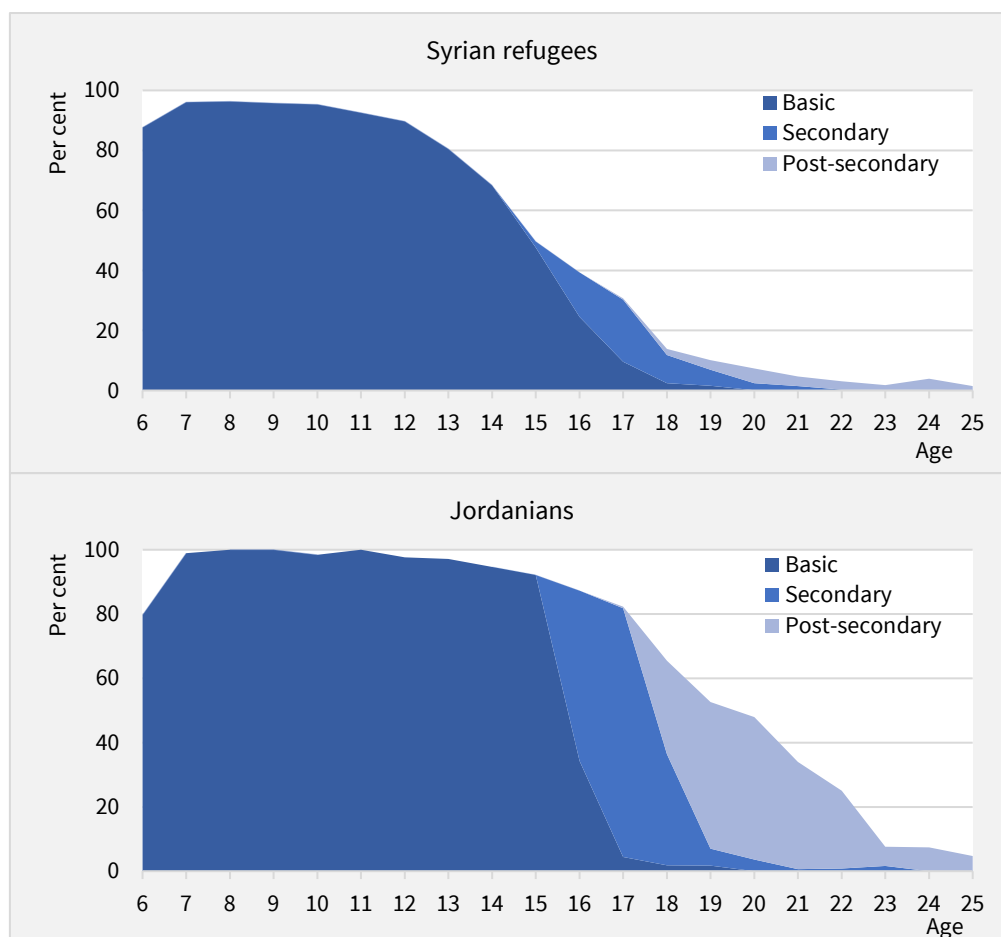 Syrian refugees
Per cent
100
80
60
40
20
0
Basic
Secondary
Post-secondary
6 7 8 9 10 11 12 13 14 15 16 17 18 19 20 21 22 23 24 25
Age
Jordanians
Per cent
100
80
60
40
20
0
Basic
Secondary
Post-secondary
6 7 8 9 10 11 12 13 14 15 16 17 18 19 20 21 22 23 24 25
Age